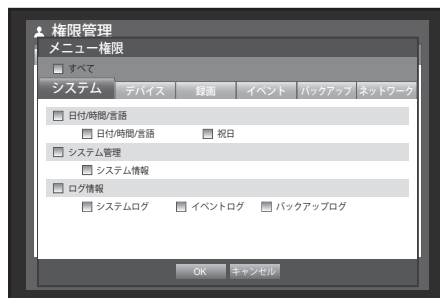 権限管理
メニュー権限
すべて
システム デバイス 録画 イベント バックアップ ネットワーク
日付/時間/言語
日付/時間/言語 祝日
システム管理
システム情報
ログ情報
システムログ イベントログ バックアップログ
OK キャンセル